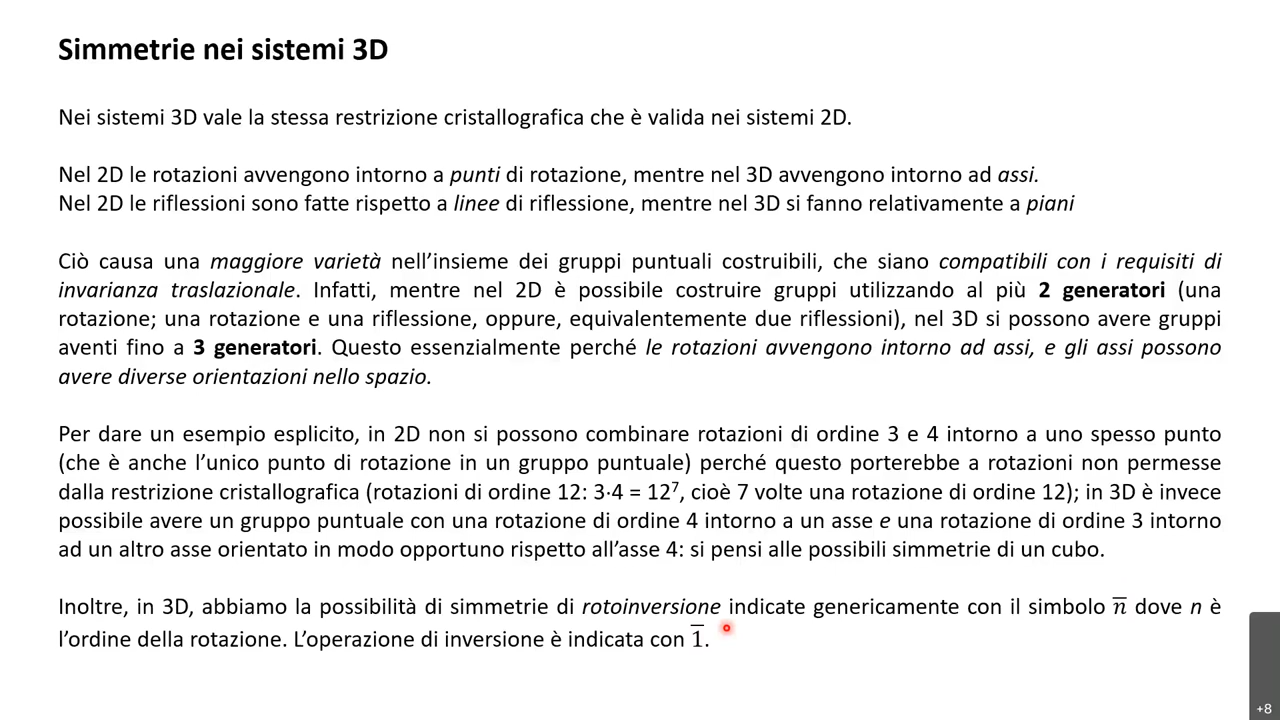 Simmetrie nei sistemi 3D
Nei sistemi 3D vale la stessa restrizione cristallografica che è valida nei sistemi 2D.
Nel 2D le rotazioni avvengono intorno a punti di rotazione, mentre nel 3D avvengono intorno ad assi.
Nel 2D le riflessioni sono fatte rispetto a linee di riflessione, mentre nel 3D si fanno relativamente a piani
Ciò causa una maggiore varietà nell’insieme dei gruppi puntuali costruibili, che siano compatibili con i requisiti di
invarianza traslazionale. Infatti, mentre nel 2D è possibile costruire gruppi utilizzando al più 2 generatori (una
rotazione; una rotazione e una riflessione, oppure, equivalentemente due riflessioni), nel 3D si possono avere gruppi
aventi fino a 3 generatori. Questo essenzialmente perché le rotazioni avvengono intorno ad assi, e gli assi possono
avere diverse orientazioni nello spazio.
Per dare un esempio esplicito, in 2D non si possono combinare rotazioni di ordine 3 e 4 intorno a uno spesso punto
(che è anche l’unico punto di rotazione in un gruppo puntuale) perché questo porterebbe a rotazioni non permesse
dalla restrizione cristallografica (rotazioni di ordine 12: 3·4 = 12⁷, cioè 7 volte una rotazione di ordine 12); in 3D è invece
possibile avere un gruppo puntuale con una rotazione di ordine 4 intorno a un asse e una rotazione di ordine 3 intorno
ad un altro asse orientato in modo opportuno rispetto all’asse 4: si pensi alle possibili simmetrie di un cubo.
Inoltre, in 3D, abbiamo la possibilità di simmetrie di rotoinversione indicate genericamente con il simbolo n̅ dove n è
l’ordine della rotazione. L’operazione di inversione è indicata con 1̅.
+8